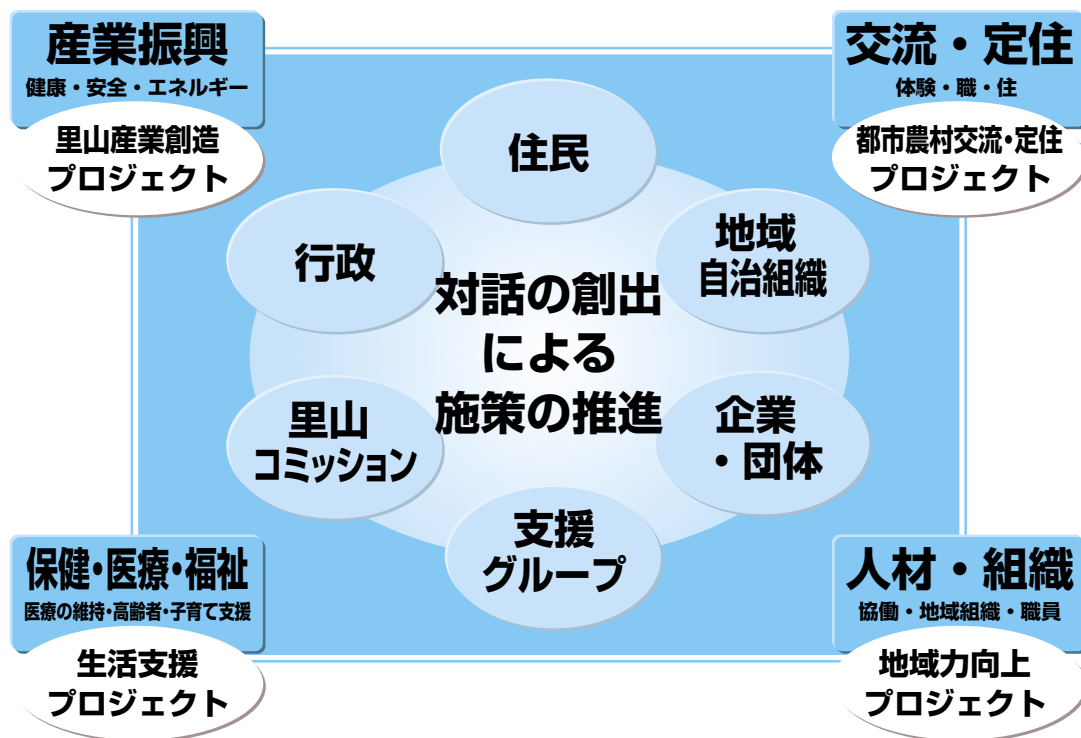 産業振興
健康・安全・エネルギー
里山産業創造
プロジェクト
交流・定住
体験・職・住
都市農村交流・定住
プロジェクト
住民
行政
地域
自治組織
対話の創出
による
施策の推進
里山
コミッション
企業
・団体
支援
グループ
保健・医療・福祉
医療の維持・高齢者・子育て支援
生活支援
プロジェクト
人材・組織
協働・地域組織・職員
地域力向上
プロジェクト